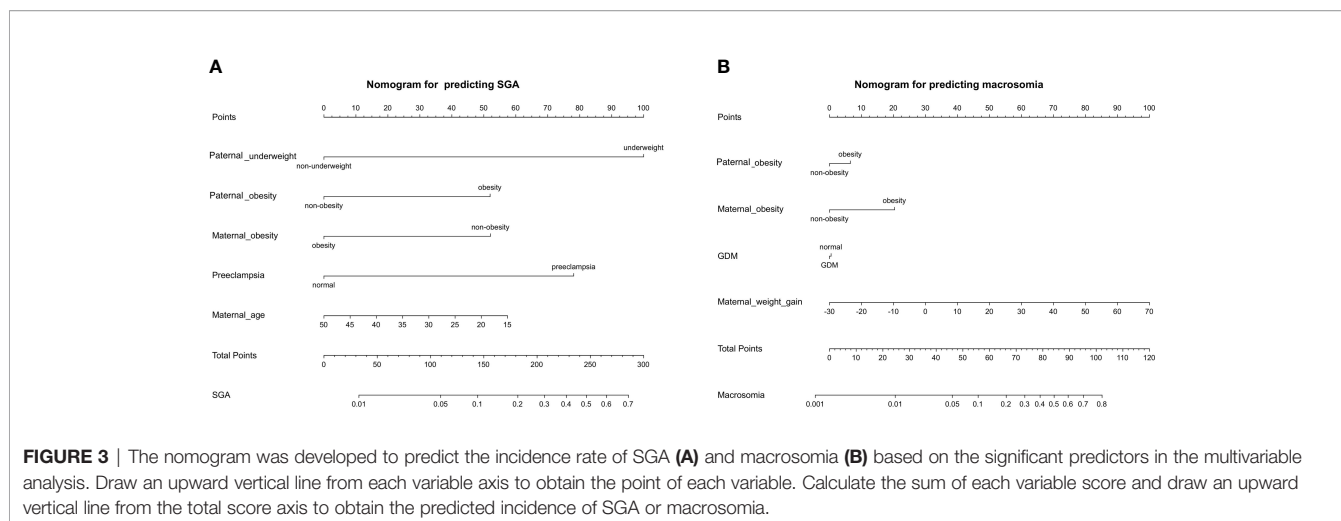 A
Nomogram for predicting SGA
0 10 20 30 40 50 60 70 80 90 100
Points
underweight
Paternal_underweight
non-underweight
obesity
Paternal_obesity
non-obesity
non-obesity
Maternal_obesity
obesity
preeclampsia
Preeclampsia
normal
Maternal_age
50 45 40 35 30 25 20 15
Total Points
0 50 100 150 200 250 300
SGA
0.01 0.05 0.1 0.2 0.3 0.4 0.5 0.6 0.7
B
Nomogram for predicting macrosomia
0 10 20 30 40 50 60 70 80 90 100
Points
obesity
Paternal_obesity
non-obesity
obesity
Maternal_obesity
non-obesity
normal
GDM
GDM
Maternal_weight_gain
-30 -20 -10 0 10 20 30 40 50 60 70
Total Points
0 10 20 30 40 50 60 70 80 90 100 120
Macrosomia
0.001 0.01 0.05 0.1 0.2 0.3 0.4 0.5 0.6 0.7 0.8
FIGURE 3 | The nomogram was developed to predict the incidence rate of SGA (A) and macrosomia (B) based on the significant predictors in the multivariable
analysis. Draw an upward vertical line from each variable axis to obtain the point of each variable. Calculate the sum of each variable score and draw an upward
vertical line from the total score axis to obtain the predicted incidence of SGA or macrosomia.